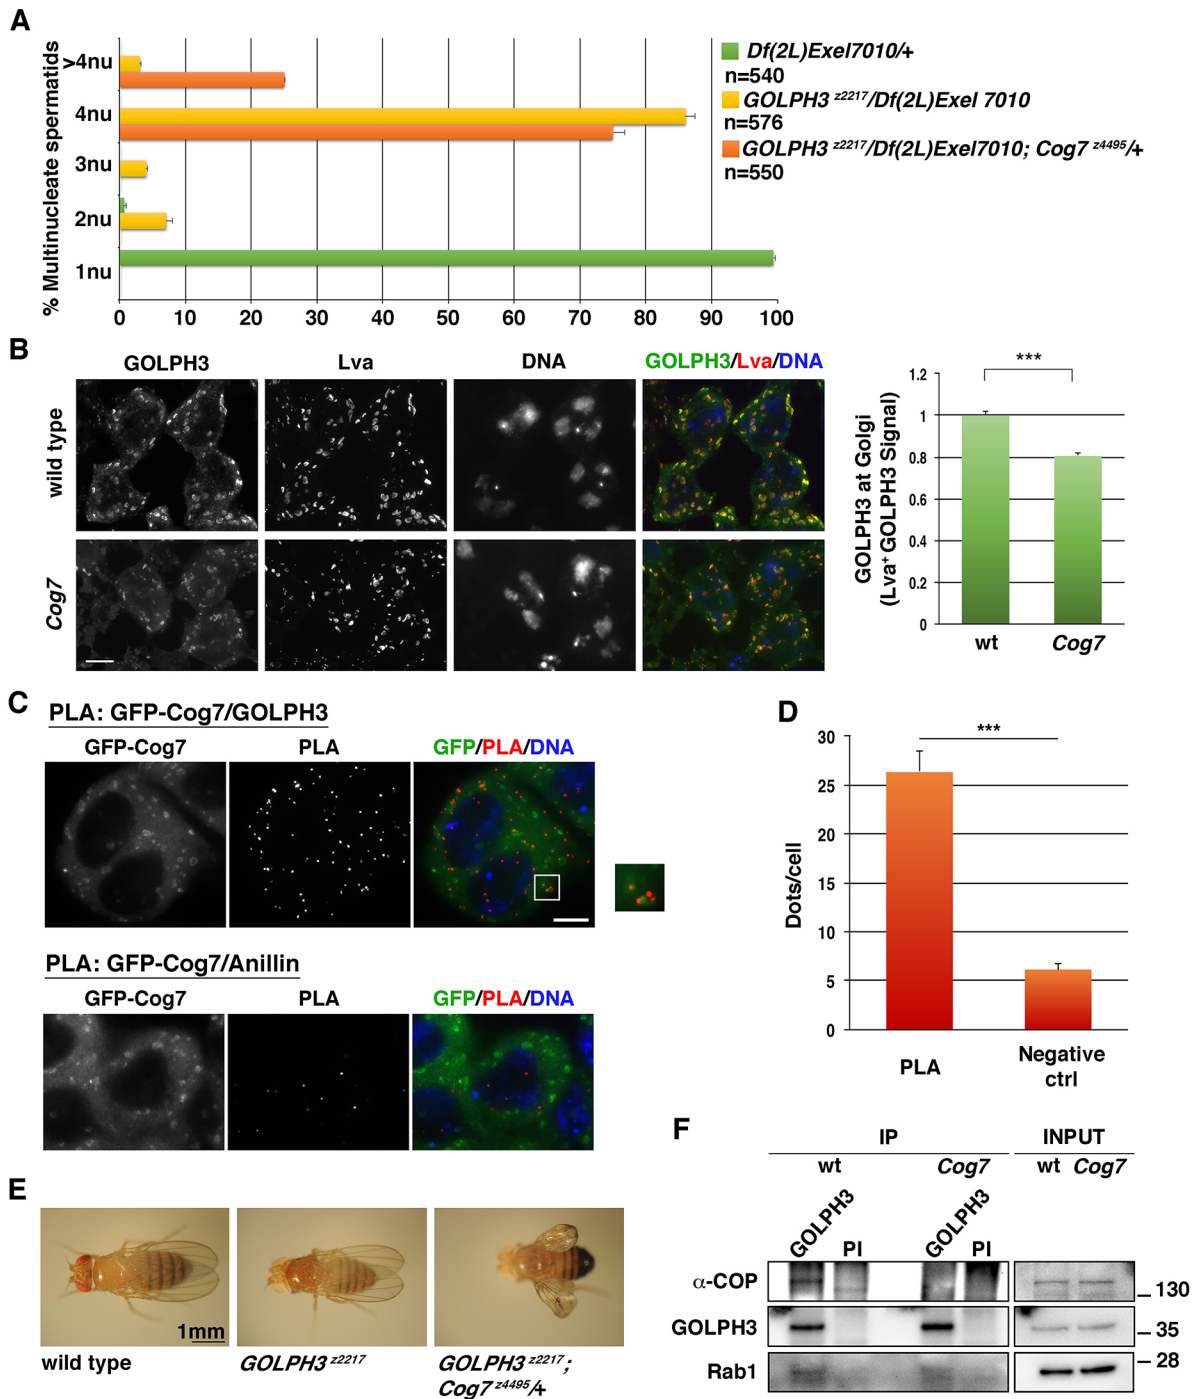 A
% Multinucleate spermatids
>4nu
4nu
3nu
2nu
1nu
0 10 20 30 40 50 60 70 80 90 100
Df(2L)Exel7010/+
n=540
GOLPH3 z2217/Df(2L)Exel 7010
n=576
GOLPH3 z2217/Df(2L)Exel7010; Cog7 z4495/+
n=550
B
GOLPH3 Lva DNA GOLPH3/Lva/DNA
wild type
Cog7
GOLPH3 at Golgi
(Lva+ GOLPH3 Signal)
***
1.2
1
0.8
0.6
0.4
0.2
0
wt Cog7
C
PLA: GFP-Cog7/GOLPH3
GFP-Cog7 PLA GFP/PLA/DNA
PLA: GFP-Cog7/Anillin
GFP-Cog7 PLA GFP/PLA/DNA
D
***
Dots/cell
30
25
20
15
10
5
0
PLA
Negative
ctrl
E
1mm
wild type
GOLPH3 z2217
GOLPH3 z2217;
Cog7 z4495/+
F
IP INPUT
wt Cog7 wt Cog7
GOLPH3 PI GOLPH3 PI
α-COP
130
GOLPH3
35
28
Rab1